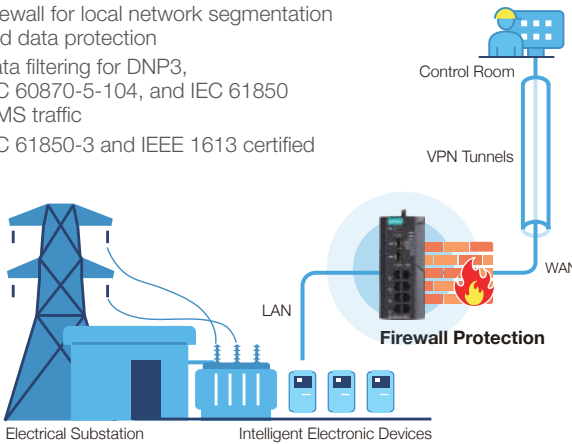 ewall for local network segmentation
d data protection
ta filtering for DNP3,
C 60870-5-104, and IEC 61850
MS traffic
C 61850-3 and IEEE 1613 certified
Control Room
VPN Tunnels
WAN
LAN
Firewall Protection
Electrical Substation
Intelligent Electronic Devices